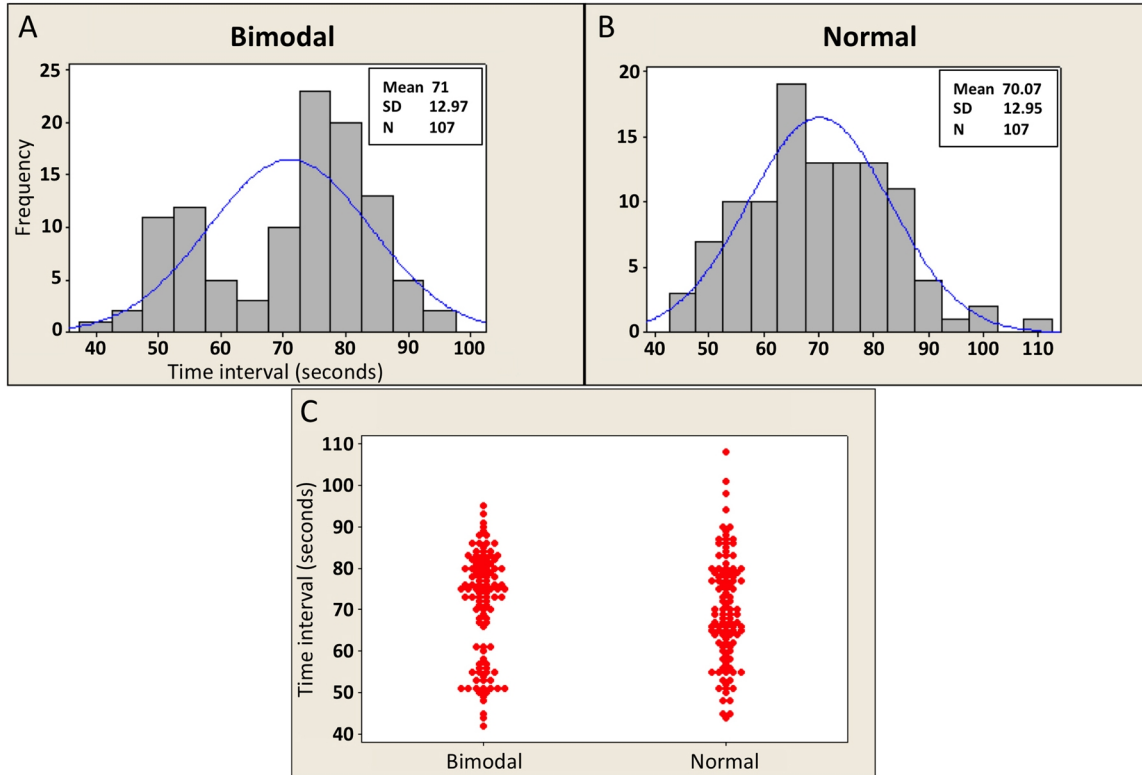 A
Bimodal
25
20
15
10
5
0
Frequency
Mean 71
SD 12.97
N 107
40 50 60 70 80 90 100
Time interval (seconds)
B
Normal
20
15
10
5
0
Mean 70.07
SD 12.95
N 107
40 50 60 70 80 90 100 110
C
110
100
90
80
70
60
50
40
Time interval (seconds)
Bimodal Normal